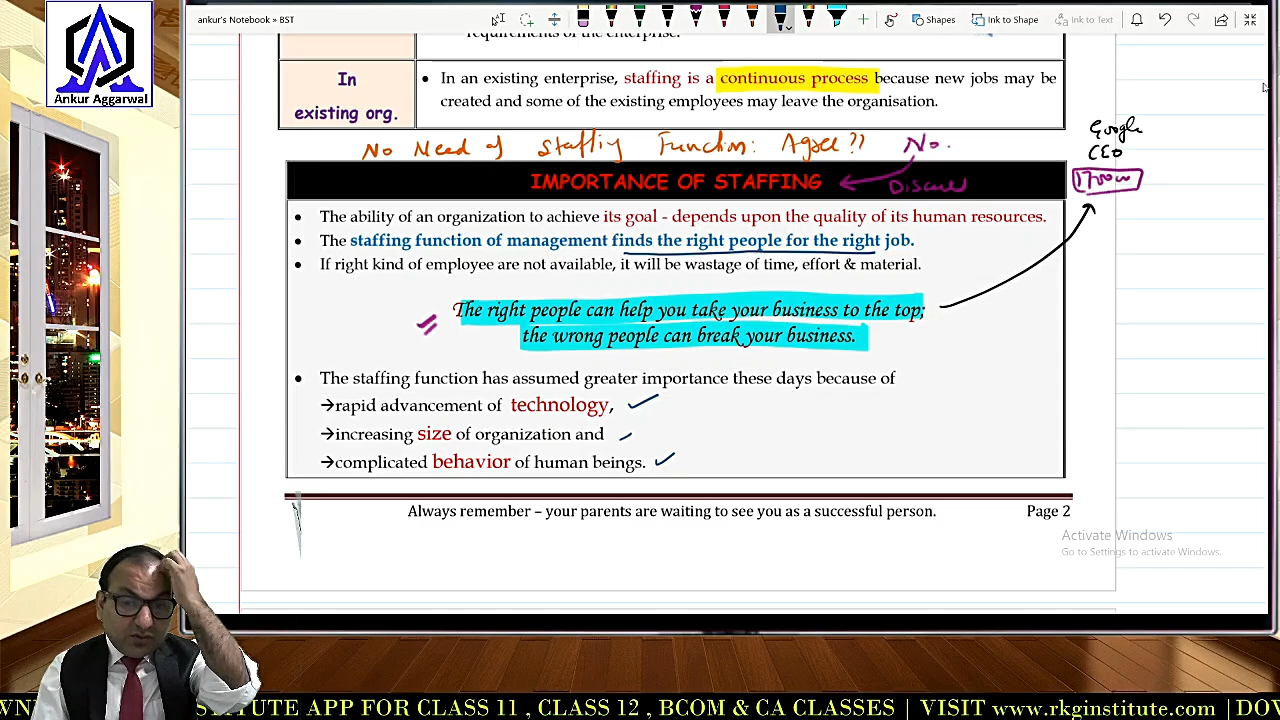 ankur's Notebook » BST
Shapes
Ink to Shape
Ink to Text
Ankur Aggarwal
requirements of the enterprise.
In existing org.
• In an existing enterprise, staffing is a continuous process because new jobs may be
created and some of the existing employees may leave the organisation.
No Need of Staffing Function: Agree?? No.
Google
CEO
IMPORTANCE OF STAFFING
Discuss
• The ability of an organization to achieve its goal - depends upon the quality of its human resources.
• The staffing function of management finds the right people for the right job.
• If right kind of employee are not available, it will be wastage of time, effort & material.
The right people can help you take your business to the top;
the wrong people can break your business.
• The staffing function has assumed greater importance these days because of
→rapid advancement of technology,
→increasing size of organization and
→complicated behavior of human beings.
Always remember – your parents are waiting to see you as a successful person. Page 2
Activate Windows
Go to Settings to activate Windows.
STITUTE APP FOR CLASS 11 , CLASS 12 , BCOM & CA CLASSES | VISIT www.rkginstitute.com | DOW